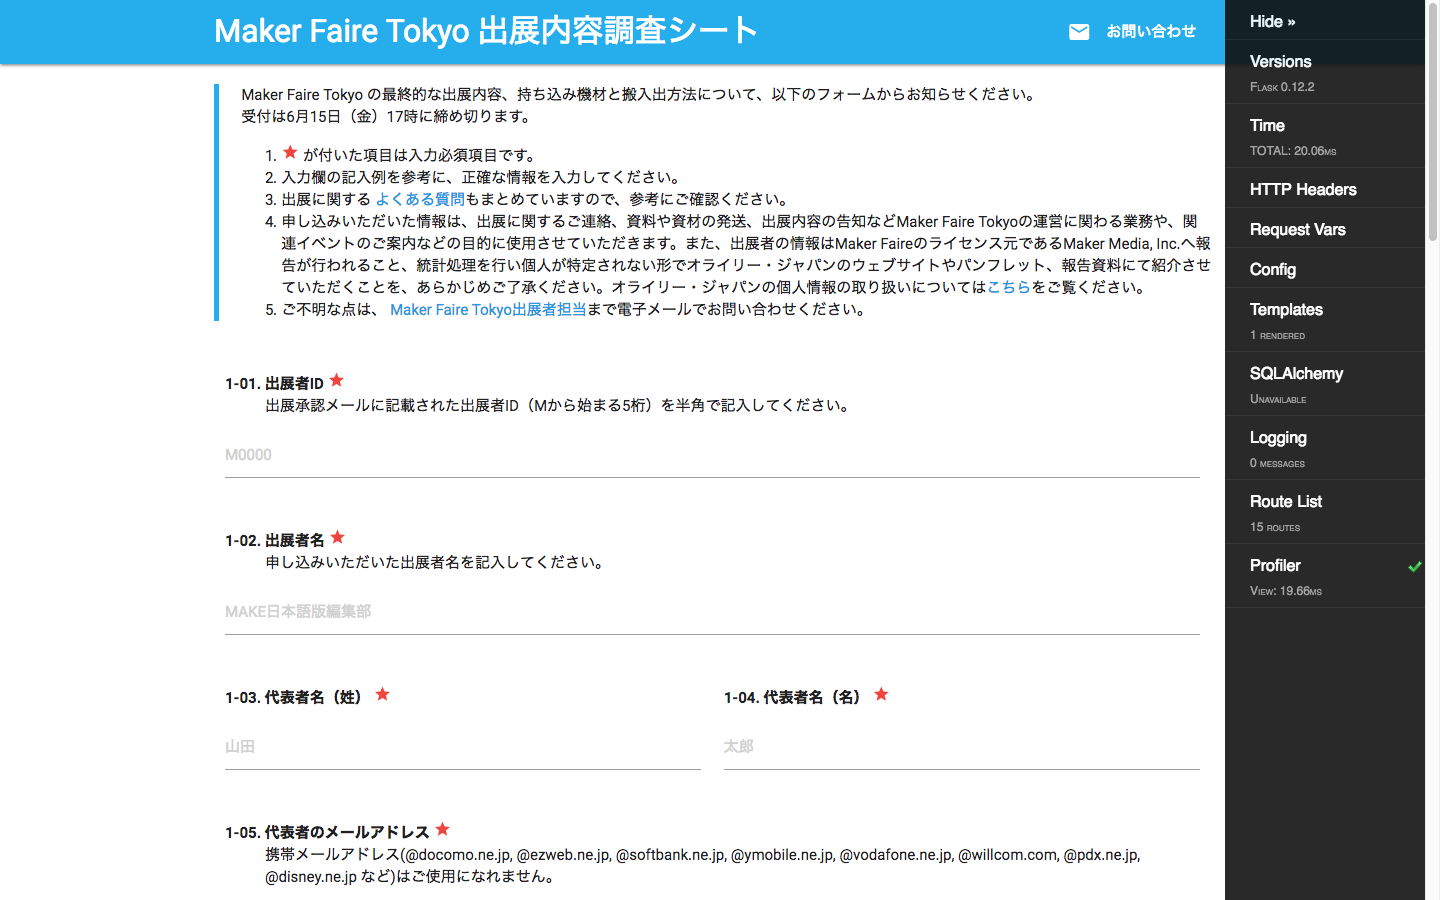 Maker Faire Tokyo 出展内容調査シート
お問い合わせ
Maker Faire Tokyo の最終的な出展内容、持ち込み機材と搬入出方法について、以下のフォームからお知らせください。
受付は6月15日（金）17時に締め切ります。
1. ★ が付いた項目は入力必須項目です。
2. 入力欄の記入例を参考に、正確な情報を入力してください。
3. 出展に関する よくある質問もまとめていますので、参考にご確認ください。
4. 申し込みいただいた情報は、出展に関するご連絡、資料や資材の発送、出展内容の告知などMaker Faire Tokyoの運営に関わる業務や、関
連イベントのご案内などの目的に使用させていただきます。また、出展者の情報はMaker Faireのライセンス元であるMaker Media, Inc.へ報
告が行われること、統計処理を行い個人が特定されない形でオライリー・ジャパンのウェブサイトやパンフレット、報告資料にて紹介させ
ていただくことを、あらかじめご了承ください。オライリー・ジャパンの個人情報の取り扱いについてはこちらをご覧ください。
5. ご不明な点は、 Maker Faire Tokyo出展者担当まで電子メールでお問い合わせください。
1-01. 出展者ID ★
出展承認メールに記載された出展者ID（Mから始まる5桁）を半角で記入してください。
M0000
1-02. 出展者名 ★
申し込みいただいた出展者名を記入してください。
MAKE日本語版編集部
1-03. 代表者名（姓） ★
山田
1-04. 代表者名（名） ★
太郎
1-05. 代表者のメールアドレス ★
携帯メールアドレス(@docomo.ne.jp, @ezweb.ne.jp, @softbank.ne.jp, @ymobile.ne.jp, @vodafone.ne.jp, @willcom.com, @pdx.ne.jp,
@disney.ne.jp など)はご使用になれません。
Hide »
Versions
Flask 0.12.2
Time
TOTAL: 20.06ms
HTTP Headers
Request Vars
Config
Templates
1 rendered
SQLAlchemy
Unavailable
Logging
0 messages
Route List
15 routes
Profiler
View: 19.66ms